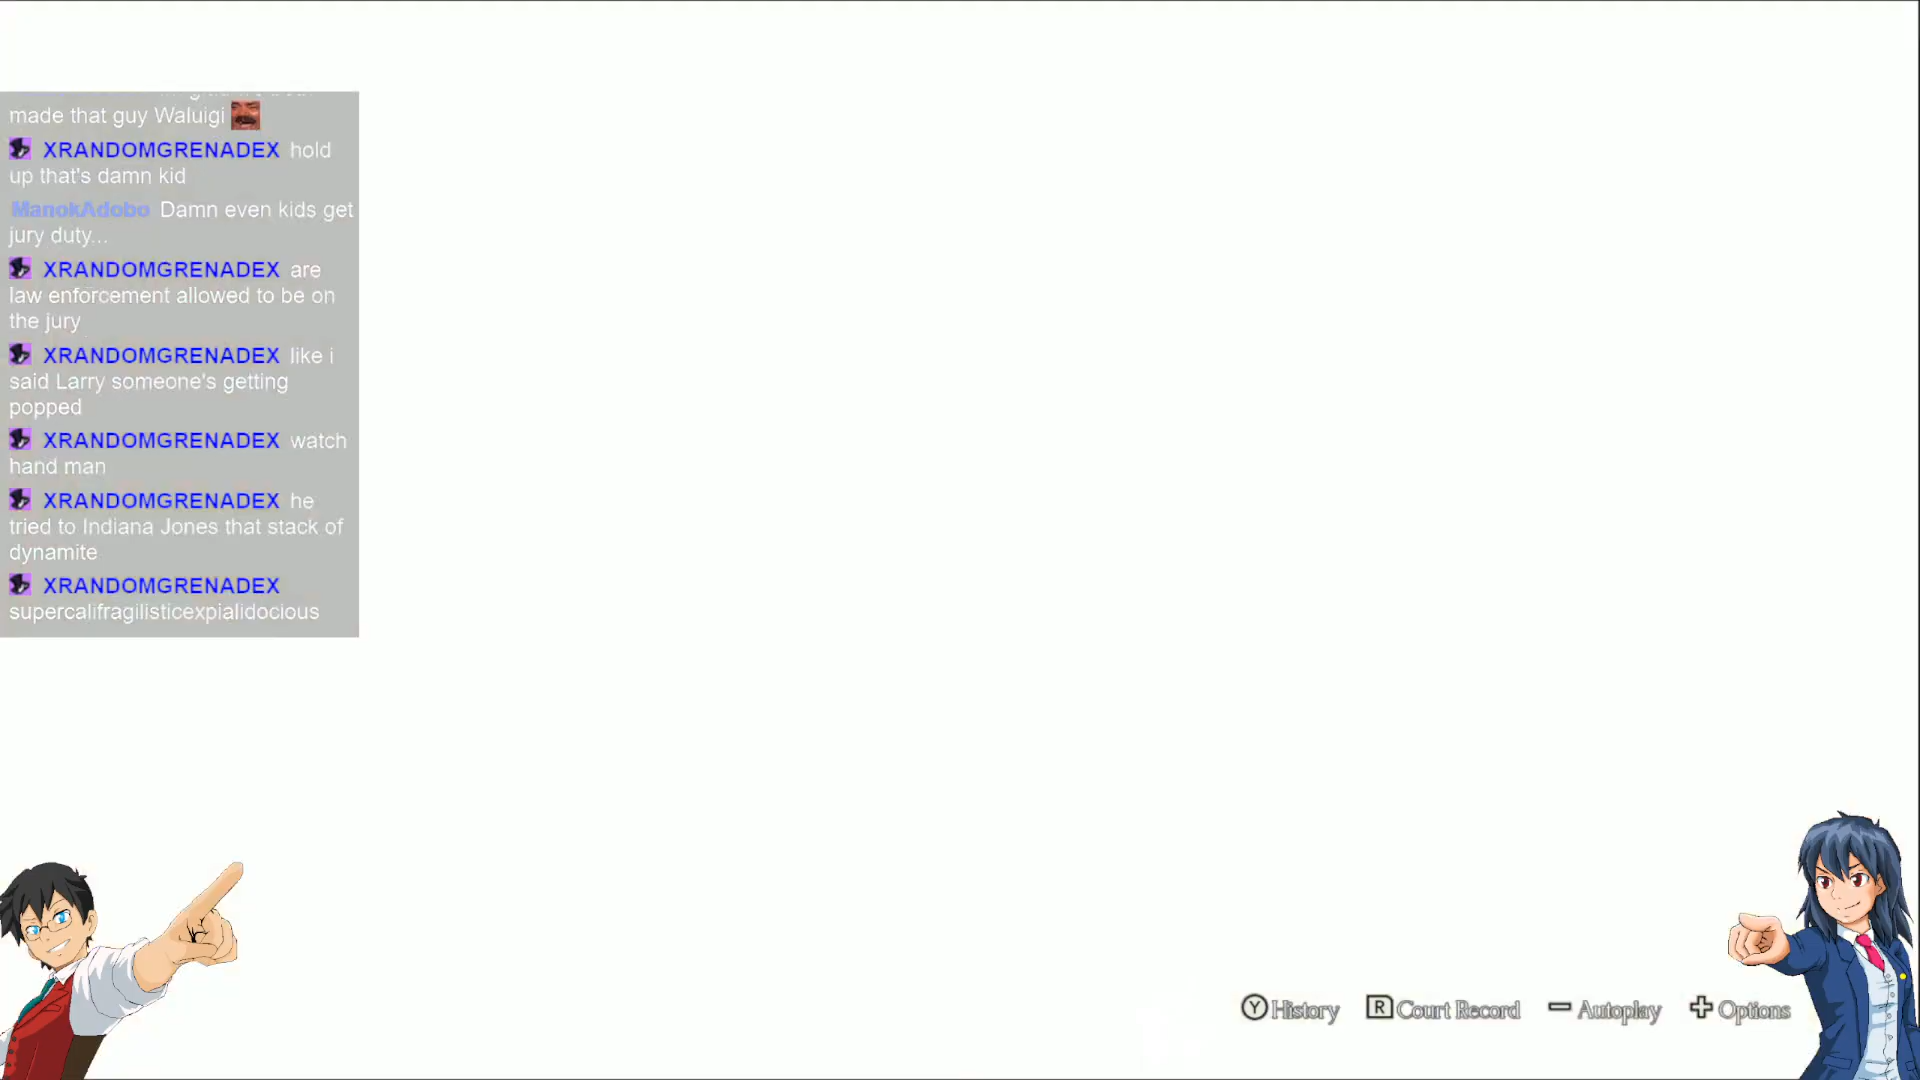 made that guy Waluigi
XRANDOMGRENADEX hold
up that's damn kid
ManokAdobo Damn even kids get
jury duty...
XRANDOMGRENADEX are
law enforcement allowed to be on
the jury
XRANDOMGRENADEX like i
said Larry someone's getting
popped
XRANDOMGRENADEX watch
hand man
XRANDOMGRENADEX he
tried to Indiana Jones that stack of
dynamite
XRANDOMGRENADEX
supercalifragilisticexpialidocious
Y History R Court Record Autoplay Options